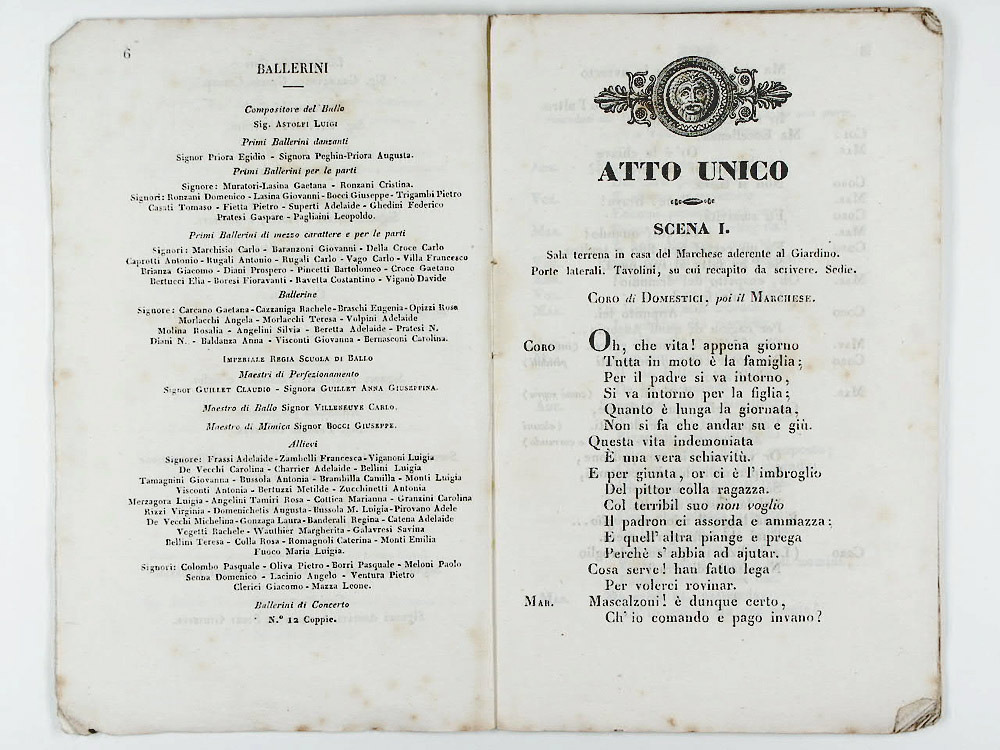 6
BALLERINI
Compositore del Ballo
Sig. Astolfi Luigi
Primi Ballerini danzanti
Signor Priora Egidio - Signora Peghin-Priora Augusta.
Primi Ballerini per le parti
Signore: Muratori-Lasina Gaetana - Ronzani Cristina.
Signori: Ronzani Domenico - Lasina Giovanni - Bocci Giuseppe - Trigambi Pietro
Casati Tomaso - Fietta Pietro - Superti Adelaide - Ghedini Federico
Pratesi Gaspare - Pagliaini Leopoldo.
Primi Ballerini di mezzo carattere e per le parti
Signori: Marchisio Carlo - Baranzoni Giovanni - Della Croce Carlo
Caprotti Antonio - Rugali Antonio - Rugali Carlo - Vago Carlo - Villa Francesco
Brianza Giacomo - Diani Prospero - Pincetti Bartolomeo - Croce Gaetano
Bertucci Elia - Boresi Fioravanti - Ravetta Costantino - Viganò Davide
Ballerine
Signore: Carcano Gaetana - Cazzaniga Rachele - Braschi Eugenia - Opizzi Rosa
Morlacchi Angela - Morlacchi Teresa - Volpini Adelaide
Molina Rosalia - Angelini Silvia - Beretta Adelaide - Pratesi N.
Diani N. - Baldanza Anna - Visconti Giovanna - Bernasconi Carolina.
Imperiale Regia Scuola di Ballo
Maestri di Perfezionamento
Signor Guillet Claudio - Signora Guillet Anna Giuseppina.
Maestro di Ballo Signor Villeneuve Carlo.
Maestro di Mimica Signor Bocci Giuseppe.
Allievi
Signore: Frassi Adelaide - Zambelli Francesca - Viganoni Luigia
De Vecchi Carolina - Charrier Adelaide - Bellini Luigia
Tamagnini Giovanna - Bussola Antonia - Brambilla Camilla - Monti Luigia
Visconti Antonia - Bertuzzi Metilde - Zucchinetti Antonia
Merzagora Luigia - Angelini Tamiri Rosa - Cottica Marianna - Granzini Carolina
Rizzi Virginia - Domenichetis Augusta - Bussola M. Luigia - Pirovano Adele
De Vecchi Michelina - Gonzaga Laura - Banderali Regina - Catena Adelaide
Vegetti Rachele - Wauthier Margherita - Galavresi Savina
Bellini Teresa - Colla Rosa - Romagnoli Caterina - Monti Emilia
Fuoco Maria Luigia.
Signori: Colombo Pasquale - Oliva Pietro - Borri Pasquale - Meloni Paolo
Senna Domenico - Lacinio Angelo - Ventura Pietro
Clerici Giacomo - Mazza Leone.
Ballerini di Concerto
N.º 12 Coppie.
ATTO UNICO
SCENA I.
Sala terrena in casa del Marchese aderente al Giardino.
Porte laterali. Tavolini, su cui recapito da scrivere. Sedie.
Coro di Domestici, poi il Marchese.
Coro Oh, che vita! appena giorno
Tutta in moto è la famiglia;
Per il padre si va intorno,
Si va intorno per la figlia;
Quanto è lunga la giornata,
Non si fa che andar su e giù.
Questa vita indemoniata
È una vera schiavitù.
E per giunta, or ci è l'imbroglio
Del pittor colla ragazza.
Col terribil suo non voglio
Il padron ci assorda e ammazza;
E quell'altra piange e prega
Perchè s'abbia ad ajutar.
Cosa serve! han fatto lega
Per volerci rovinar.
Mar. Mascalzoni! è dunque certo,
Ch'io comando e pago invano?